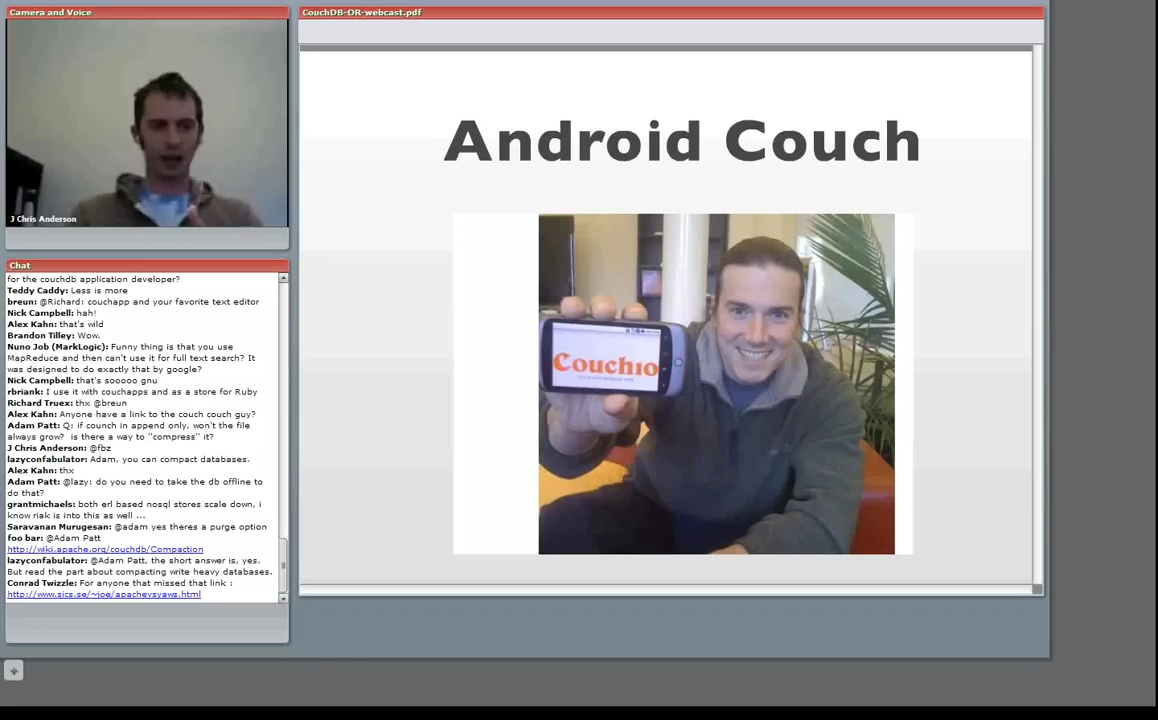 Camera and Voice
J Chris Anderson
Chat
for the couchdb application developer?
Teddy Caddy: Less is more
breun: @Richard: couchapp and your favorite text editor
Nick Campbell: hah!
Alex Kahn: that's wild
Brandon Tilley: Wow.
Nuno Job (MarkLogic): Funny thing is that you use
MapReduce and then can't use it for full text search? It
was designed to do exactly that by google?
Nick Campbell: that's sooooo gnu
rbriank: I use it with couchapps and as a store for Ruby
Richard Truex: thx @breun
Alex Kahn: Anyone have a link to the couch couch guy?
Adam Patt: Q: if counch in append only, won't the file
always grow?  is there a way to "compress" it?
J Chris Anderson: @fbz
lazyconfabulator: Adam, you can compact databases.
Alex Kahn: thx
Adam Patt: @lazy: do you need to take the db offline to
do that?
grantmichaels: both erl based nosql stores scale down, i
know riak is into this as well ...
Saravanan Murugesan: @adam yes theres a purge option
foo bar: @Adam Patt
http://wiki.apache.org/couchdb/Compaction
lazyconfabulator: @Adam Patt, the short answer is, yes.
But read the part about compacting write heavy databases.
Conrad Twizzle: For anyone that missed that link :
http://www.sics.se/~joe/apachevsyaws.html
CouchDB-OR-webcast.pdf
Android Couch
Couchio